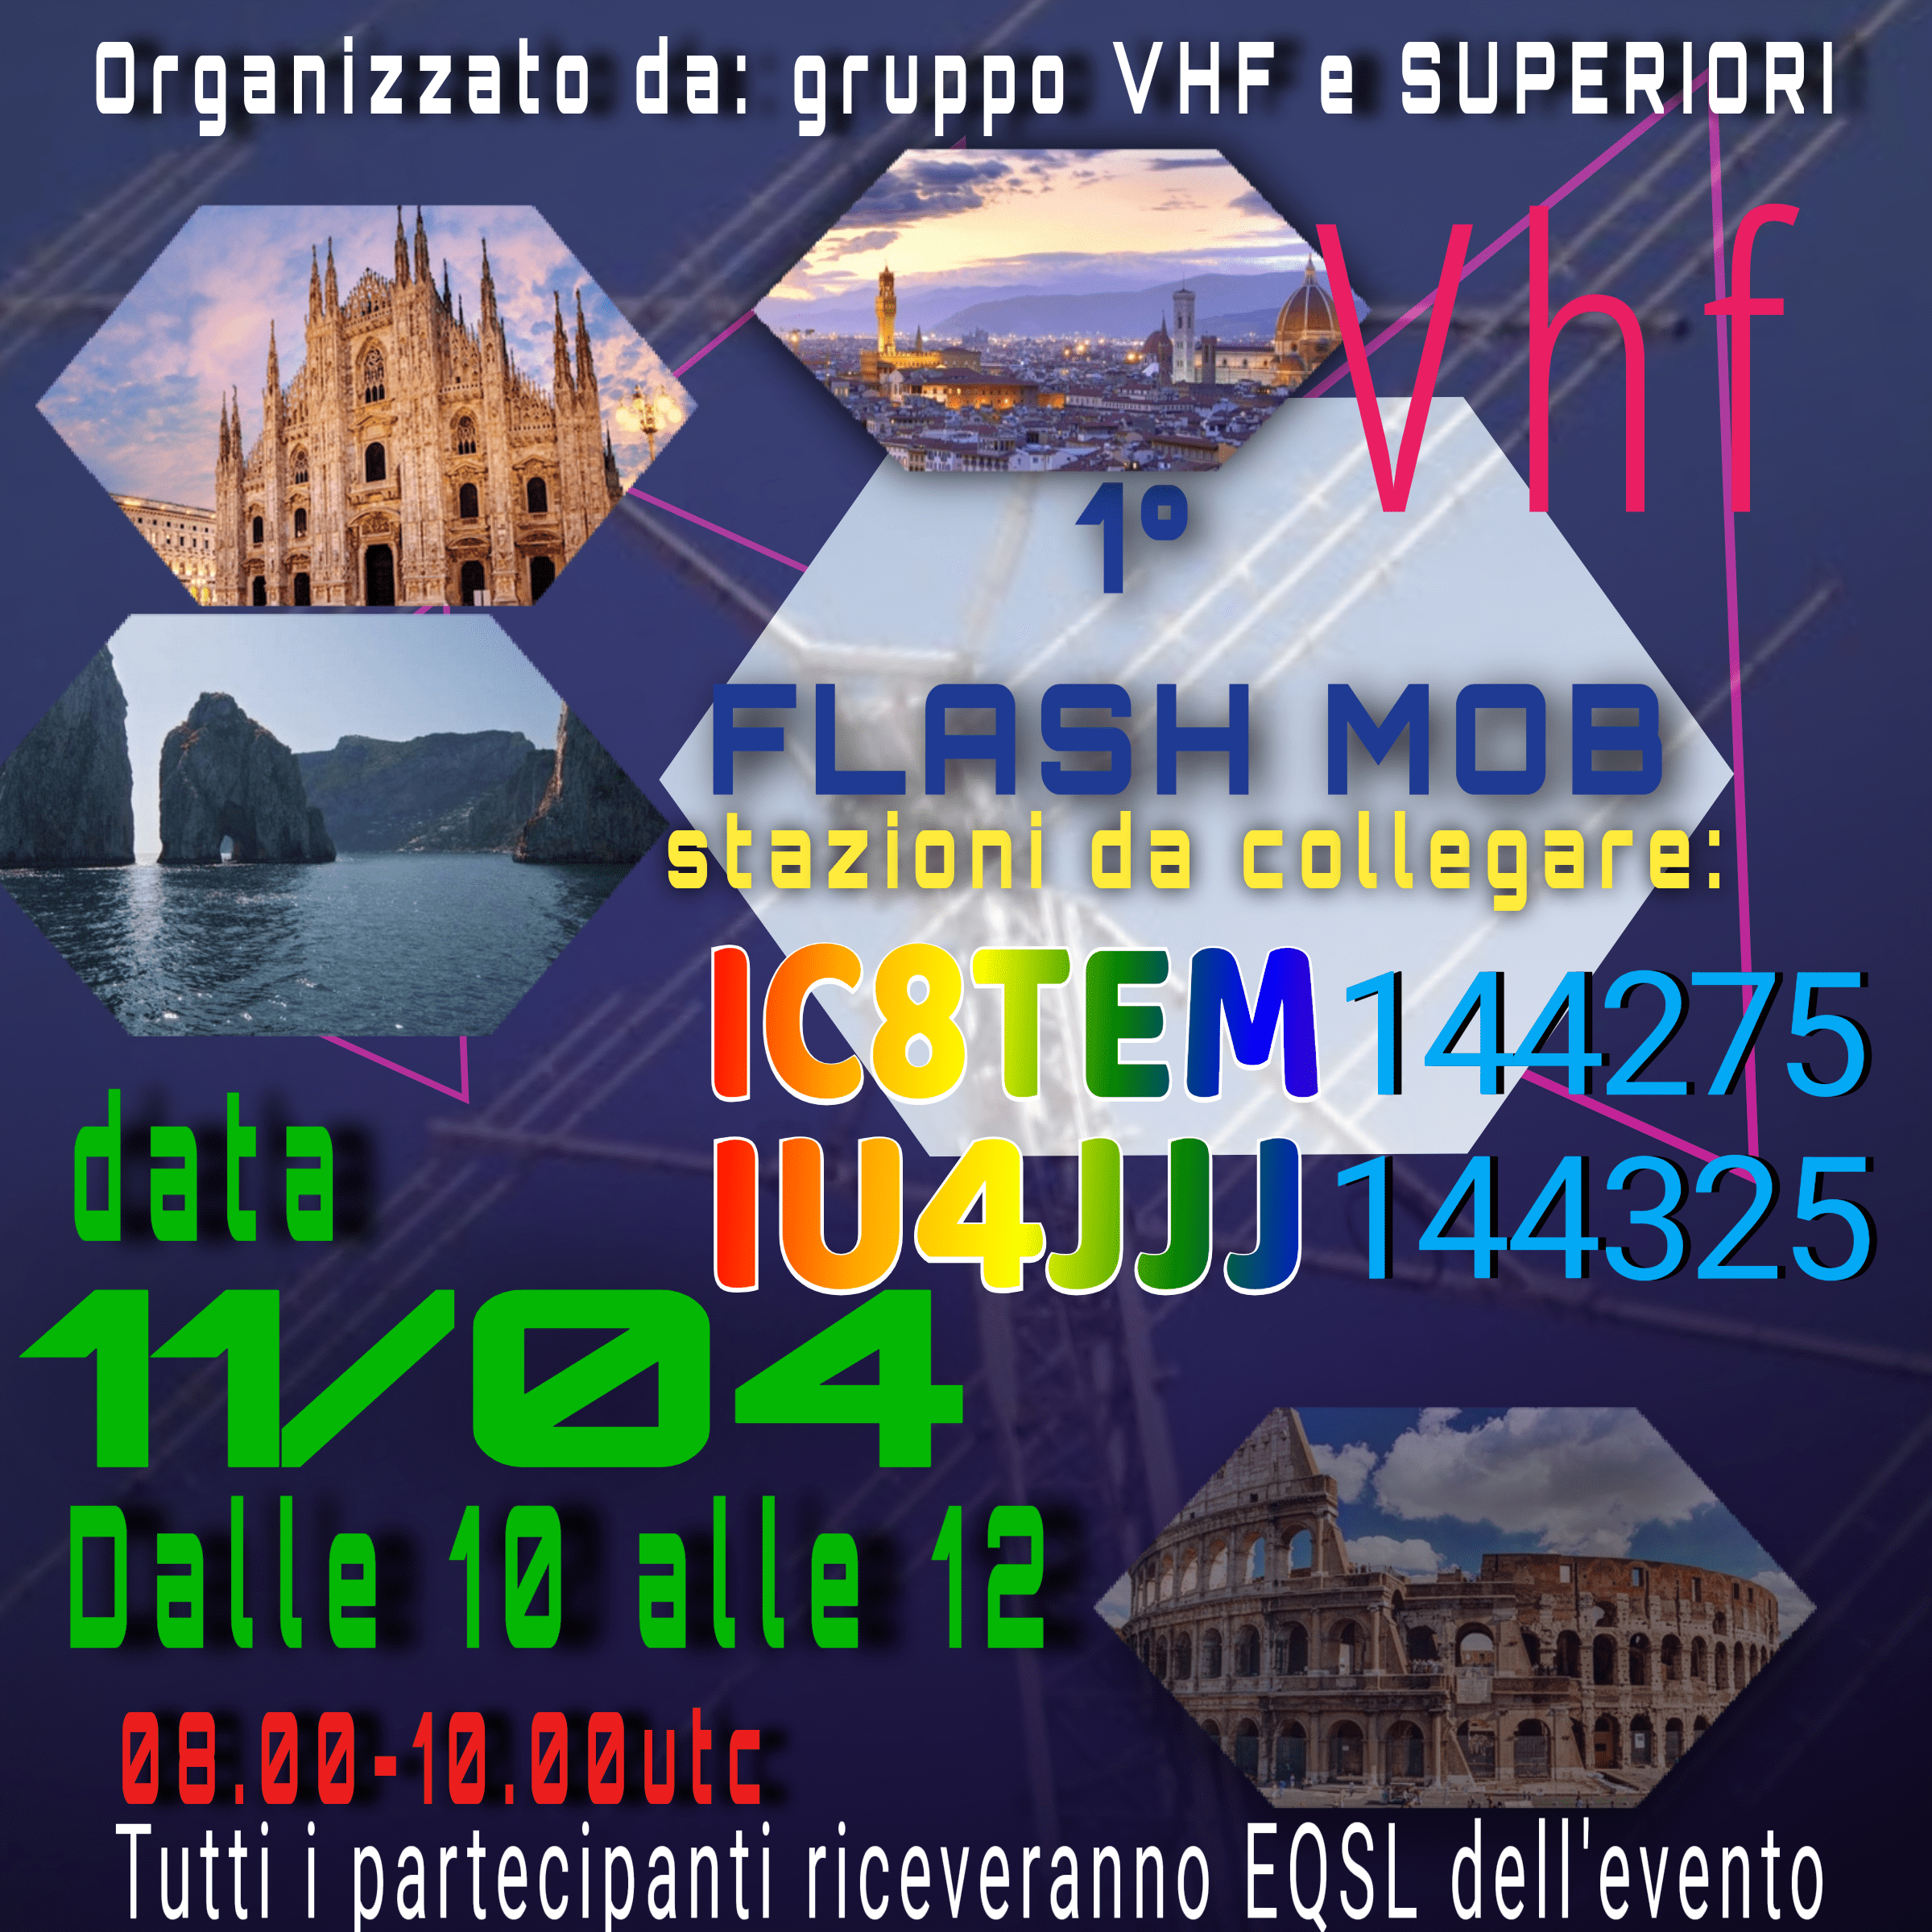 Organizzato da: gruppo VHF e SUPERIORI
Vhf
1°
FLASH MOB
stazioni da collegare:
IC8TEM 144275
IU4JJJ 144325
data
11/04
Dalle 10 alle 12
08.00-10.00utc
Tutti i partecipanti riceveranno EQSL dell'evento